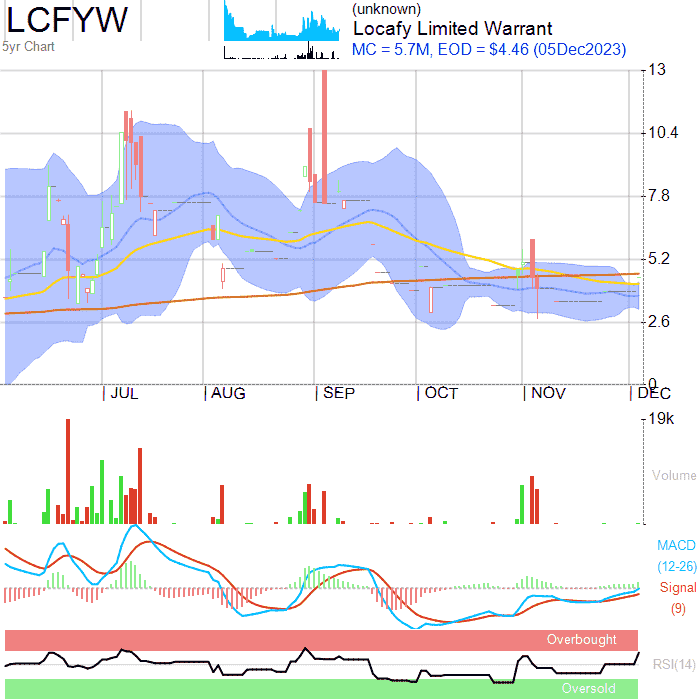 LCFYW
5yr Chart
(unknown)
Locafy Limited Warrant
MC = 5.7M, EOD = $4.46 (05Dec2023)
13
10.4
7.8
5.2
2.6
0
JUL AUG SEP OCT NOV DEC
19k
Volume
MACD
(12-26)
Signal
(9)
Overbought
RSI(14)
Oversold